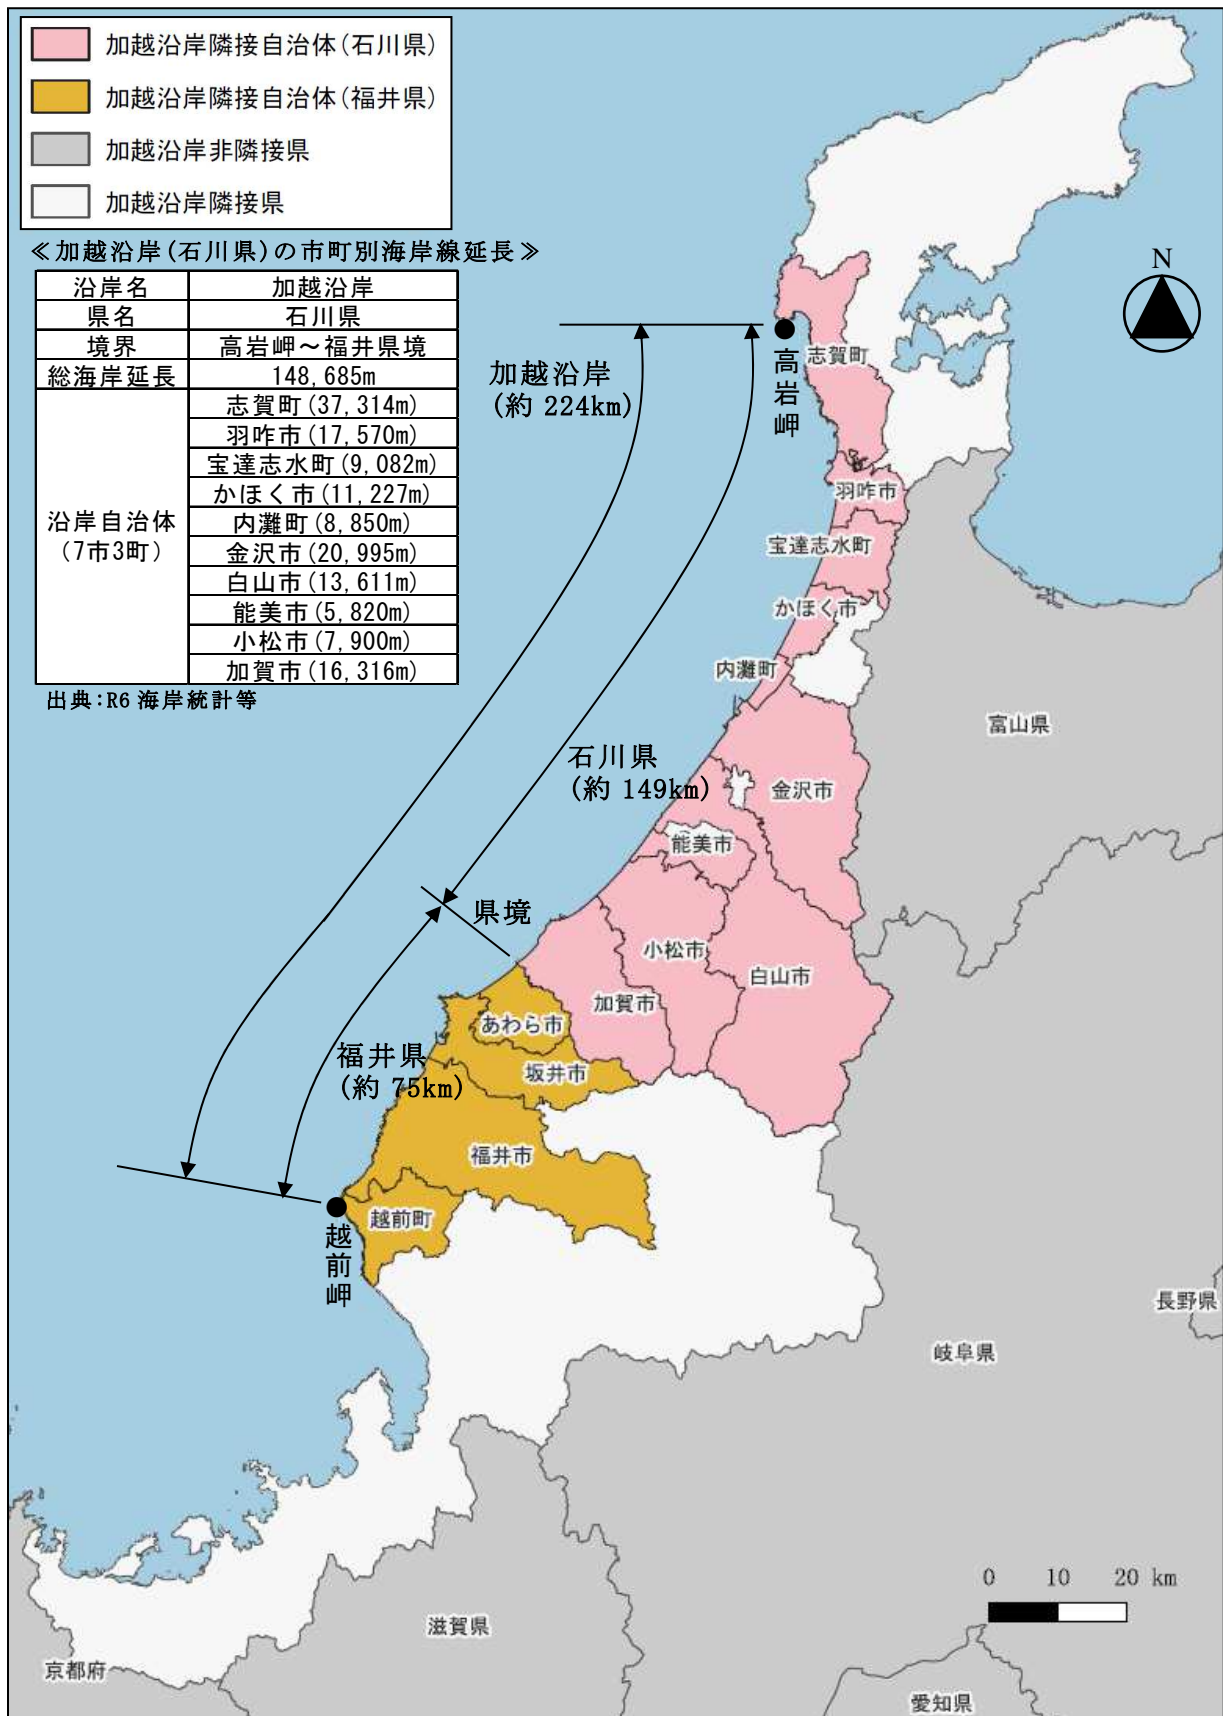 加越沿岸隣接自治体(石川県)
加越沿岸隣接自治体(福井県)
加越沿岸非隣接県
加越沿岸隣接県
≪加越沿岸(石川県)の市町別海岸線延長≫
沿岸名 加越沿岸
県名 石川県
境界 高岩岬～福井県境
総海岸延長 148,685m
沿岸自治体
(7市3町)
志賀町(37,314m)
羽咋市(17,570m)
宝達志水町(9,082m)
かほく市(11,227m)
内灘町(8,850m)
金沢市(20,995m)
白山市(13,611m)
能美市(5,820m)
小松市(7,900m)
加賀市(16,316m)
出典:R6 海岸統計等
N
加越沿岸
(約 224km)
高岩岬
志賀町
羽咋市
宝達志水町
かほく市
内灘町
富山県
石川県
(約 149km)
金沢市
能美市
県境
小松市
白山市
加賀市
あわら市
福井県
(約 75km)
坂井市
福井市
越前町
越前岬
長野県
岐阜県
0 10 20 km
滋賀県
京都府
愛知県